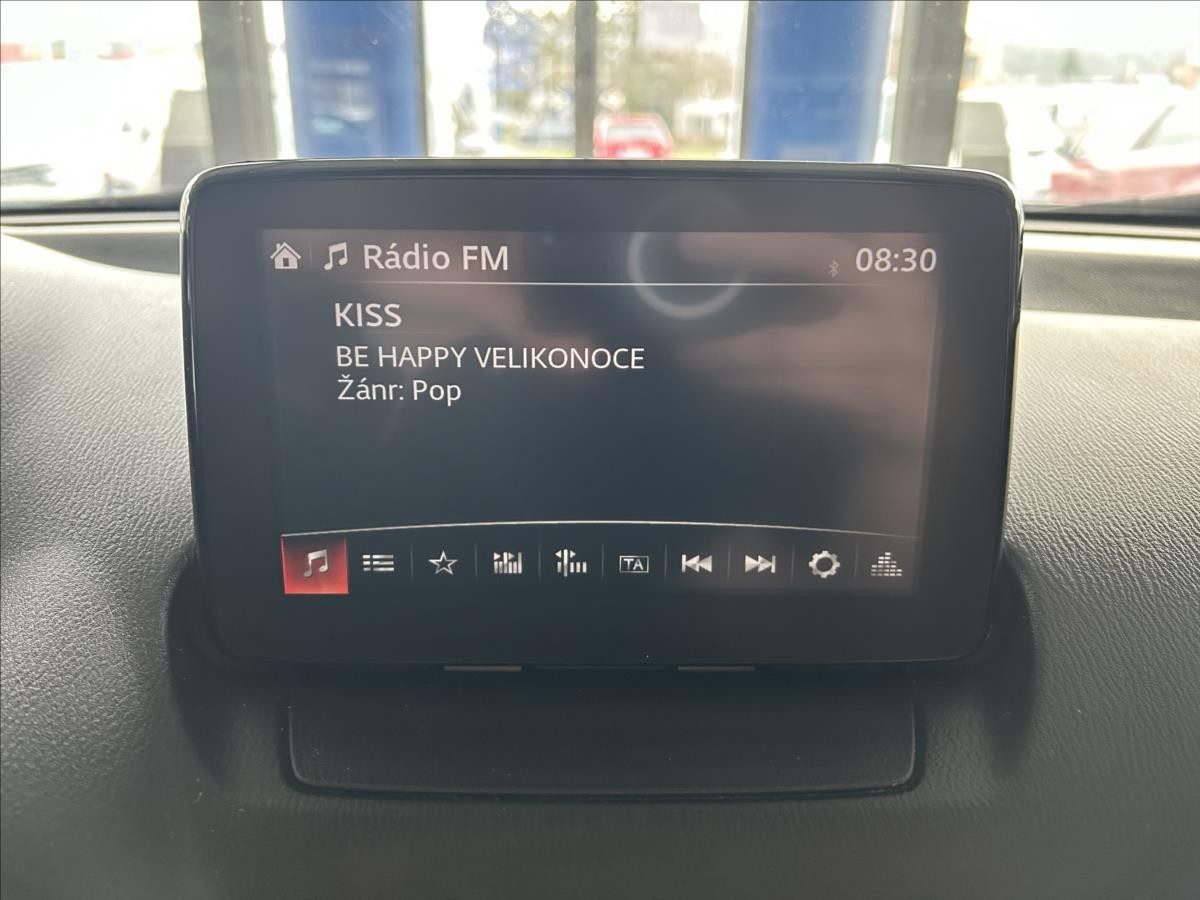 Rádio FM 08:30
KISS
BE HAPPY VELIKONOCE
Žánr: Pop
TA